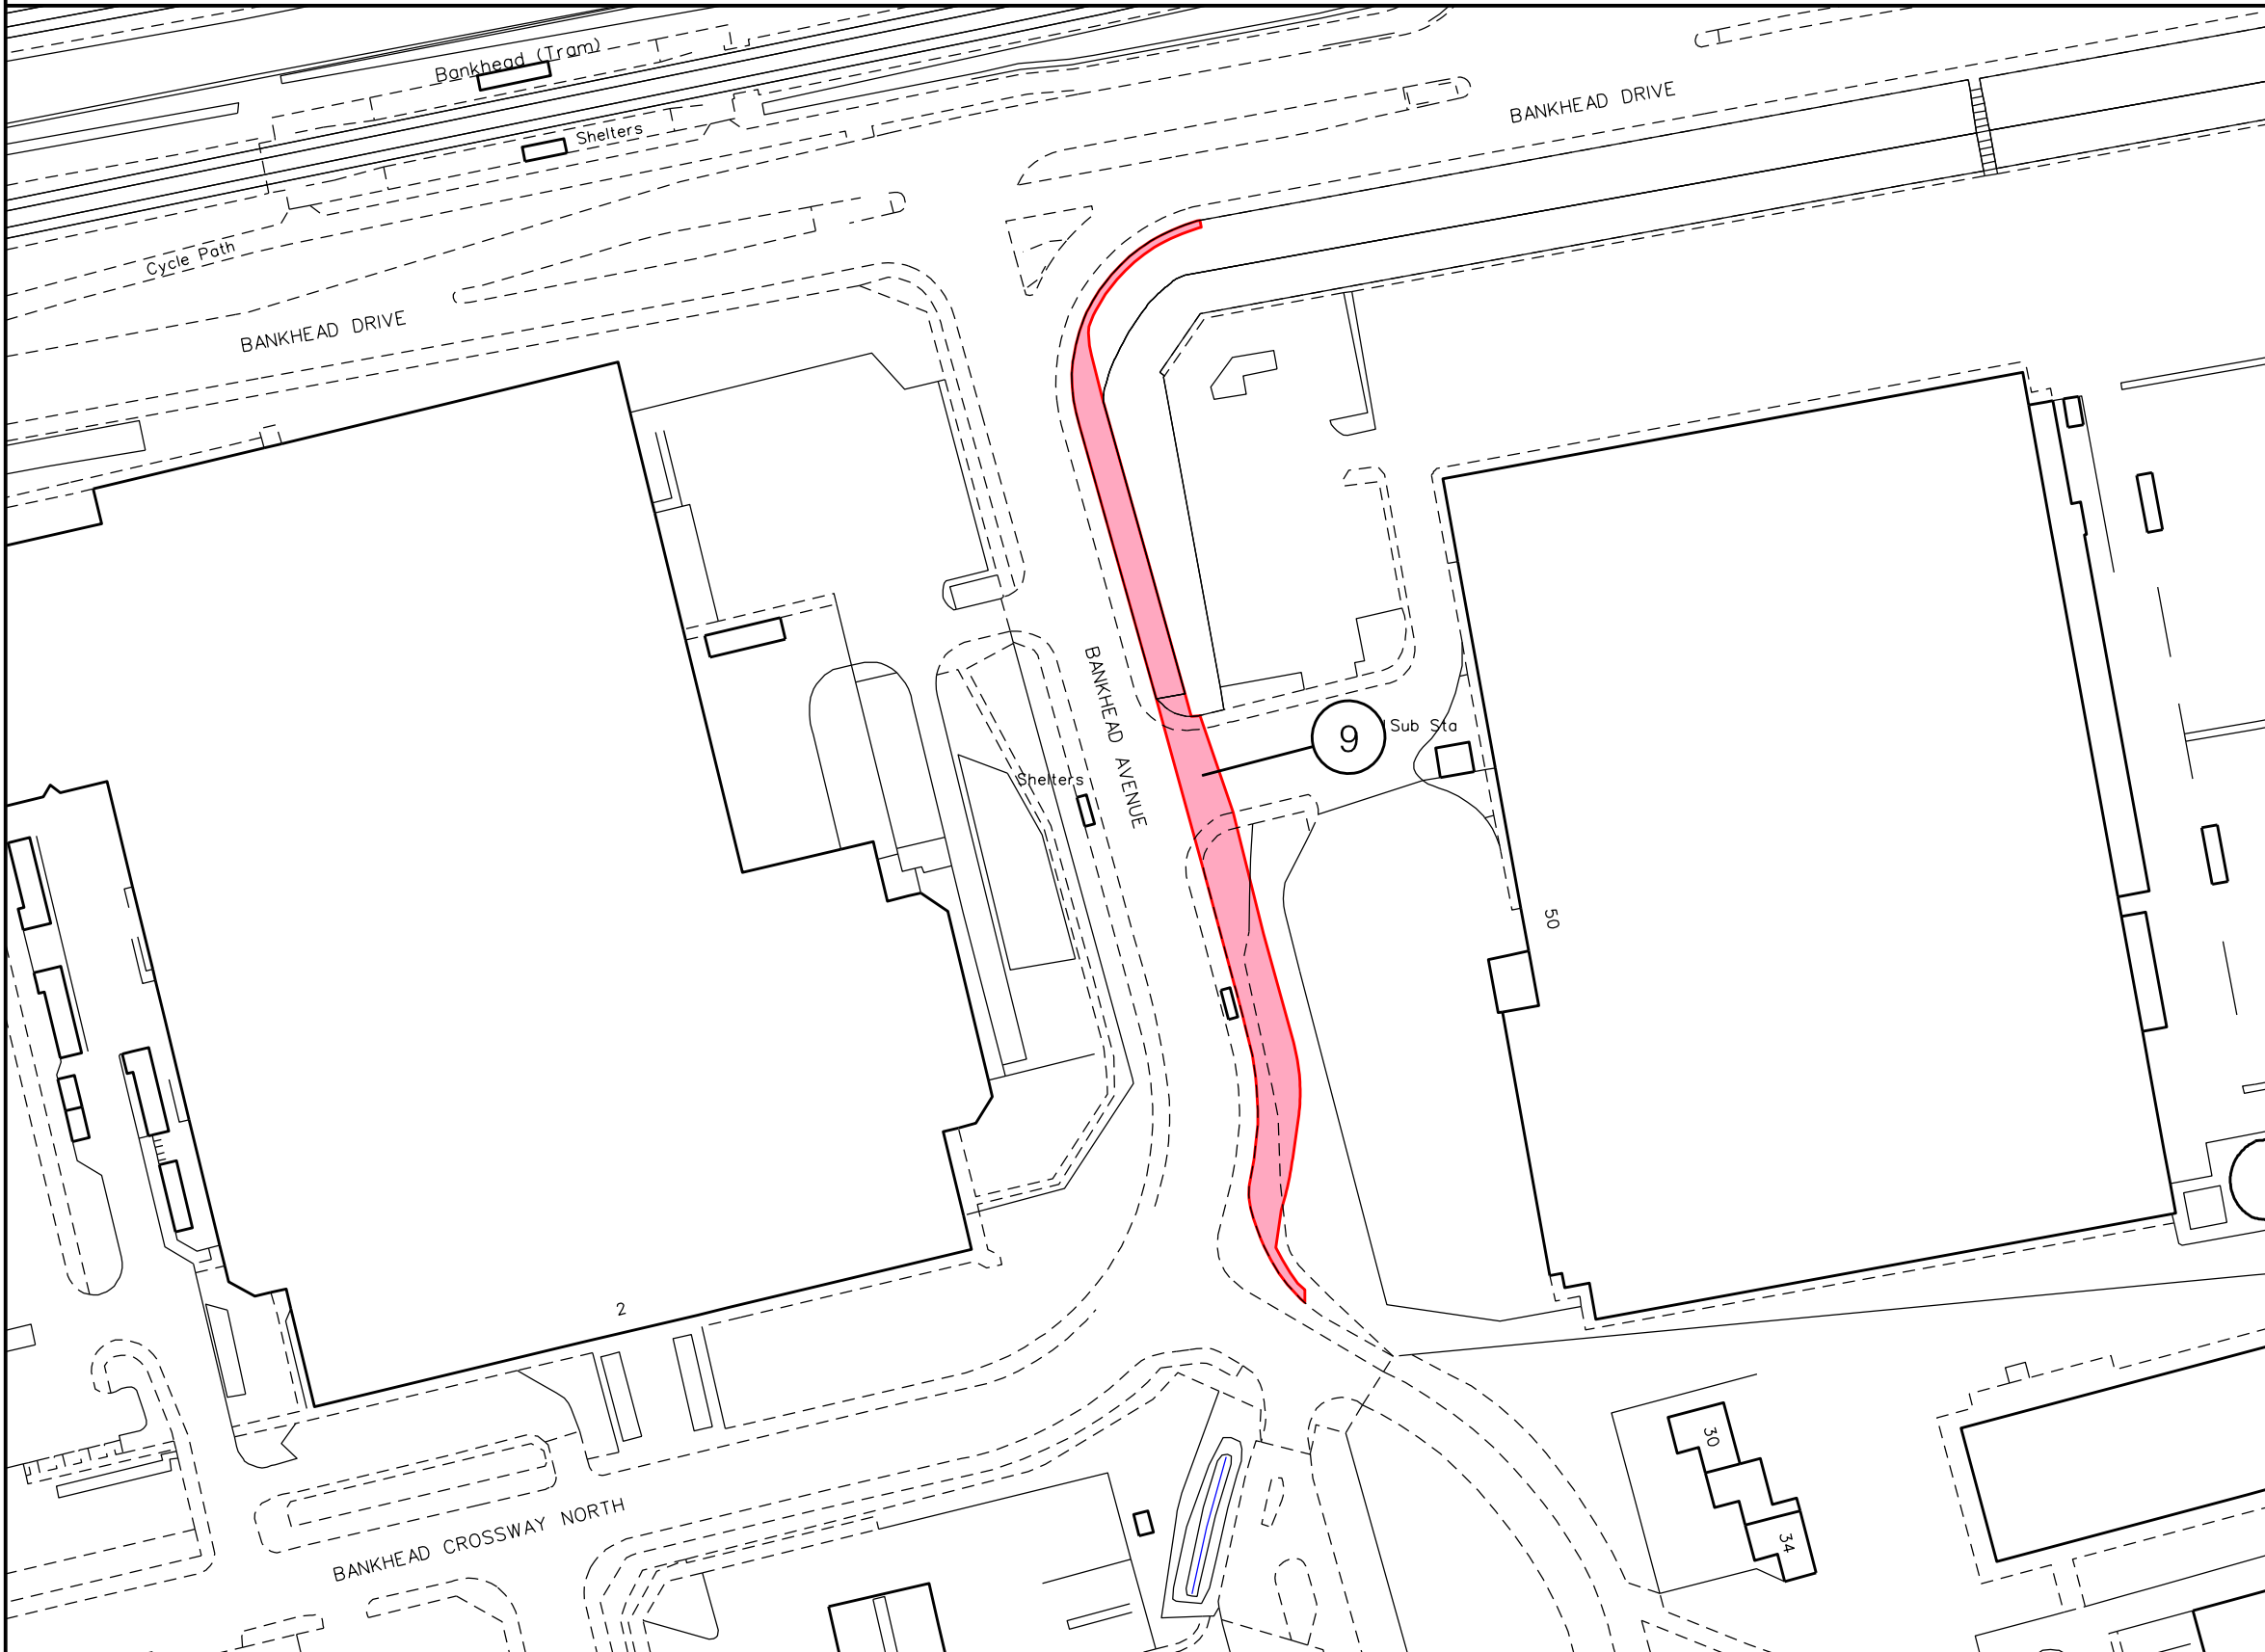 Bankhead (Tram)
Shelters
BANKHEAD DRIVE
Cycle Path
BANKHEAD DRIVE
BANKHEAD AVENUE
9
Sub Sta
Shelters
50
2
30
34
BANKHEAD CROSSWAY NORTH